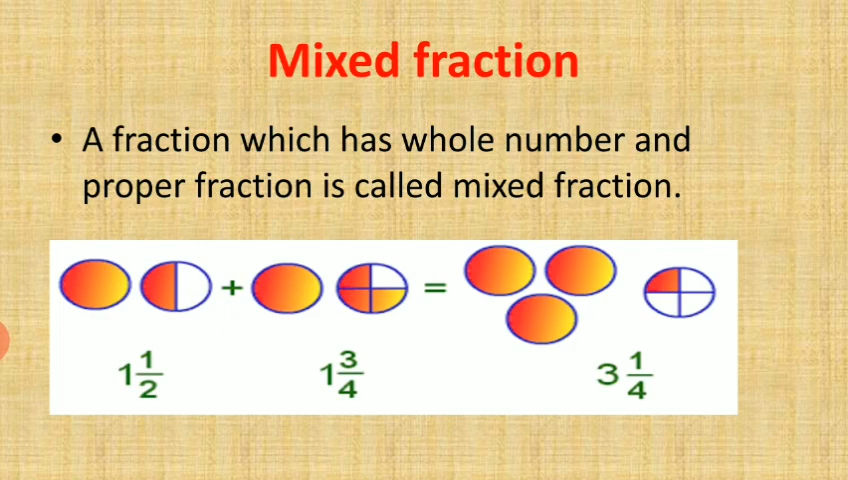 Mixed fraction
• A fraction which has whole number and
proper fraction is called mixed fraction.
+ =
1 1/2 1 3/4 3 1/4